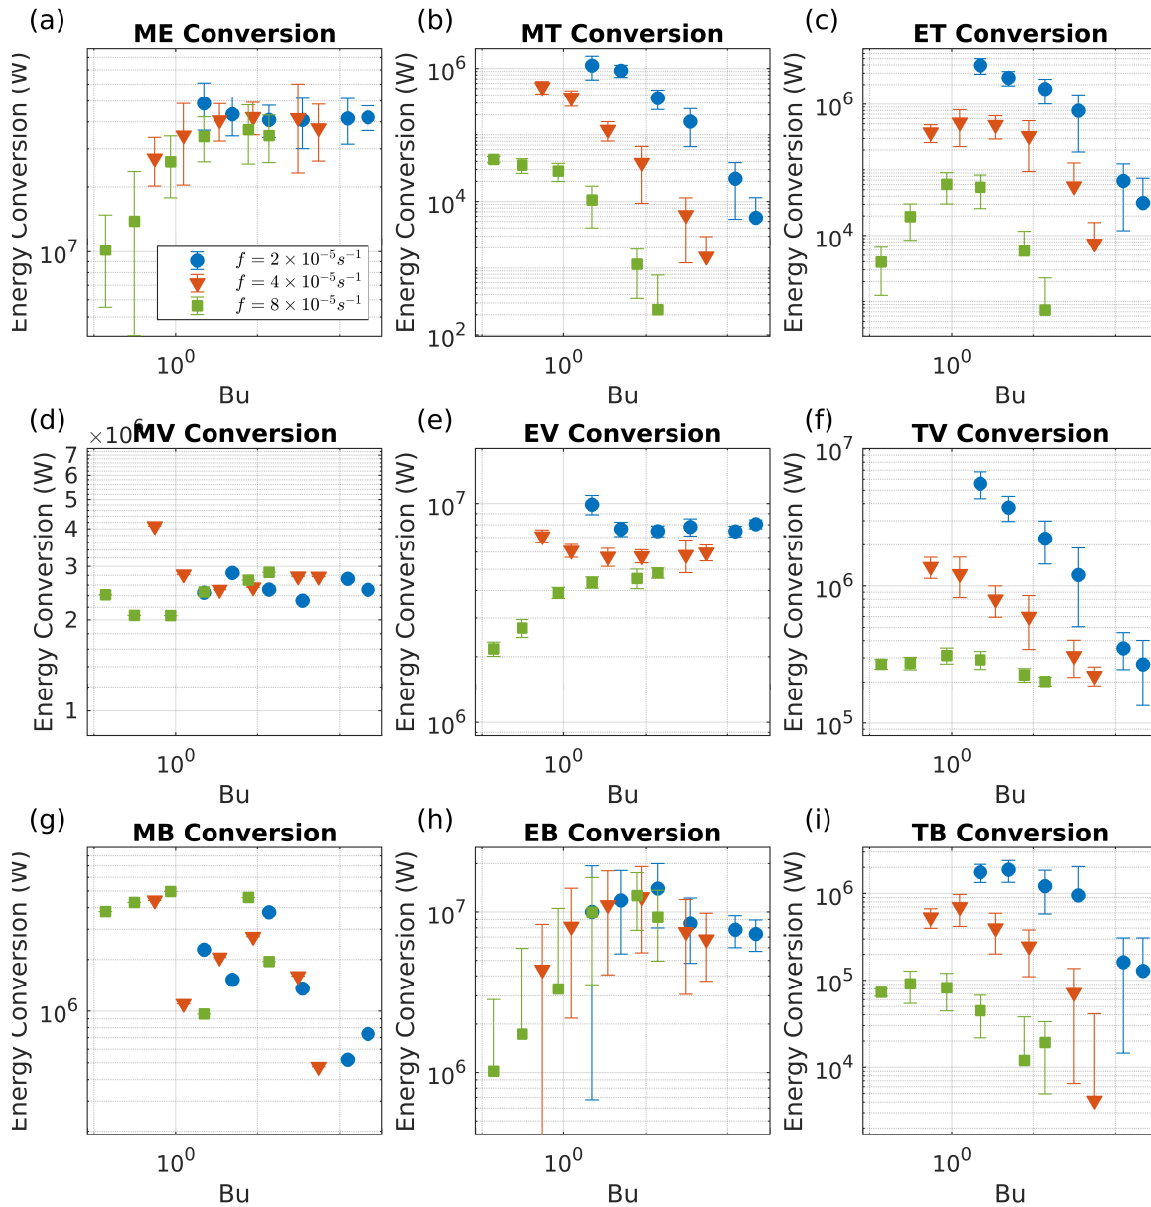 (a)
ME Conversion
Energy Conversion (W)
10^7
f = 2 × 10^-5 s^-1
f = 4 × 10^-5 s^-1
f = 8 × 10^-5 s^-1
10^0
Bu
(b)
MT Conversion
Energy Conversion (W)
10^6
10^4
10^2
10^0
Bu
(c)
ET Conversion
Energy Conversion (W)
10^6
10^4
10^0
Bu
(d)
×10^6
MV Conversion
Energy Conversion (W)
7
6
5
4
3
2
1
10^0
Bu
(e)
EV Conversion
Energy Conversion (W)
10^7
10^6
10^0
Bu
(f)
TV Conversion
Energy Conversion (W)
10^7
10^6
10^5
10^0
Bu
(g)
MB Conversion
Energy Conversion (W)
10^6
10^0
Bu
(h)
EB Conversion
Energy Conversion (W)
10^7
10^6
10^0
Bu
(i)
TB Conversion
Energy Conversion (W)
10^6
10^5
10^4
10^0
Bu